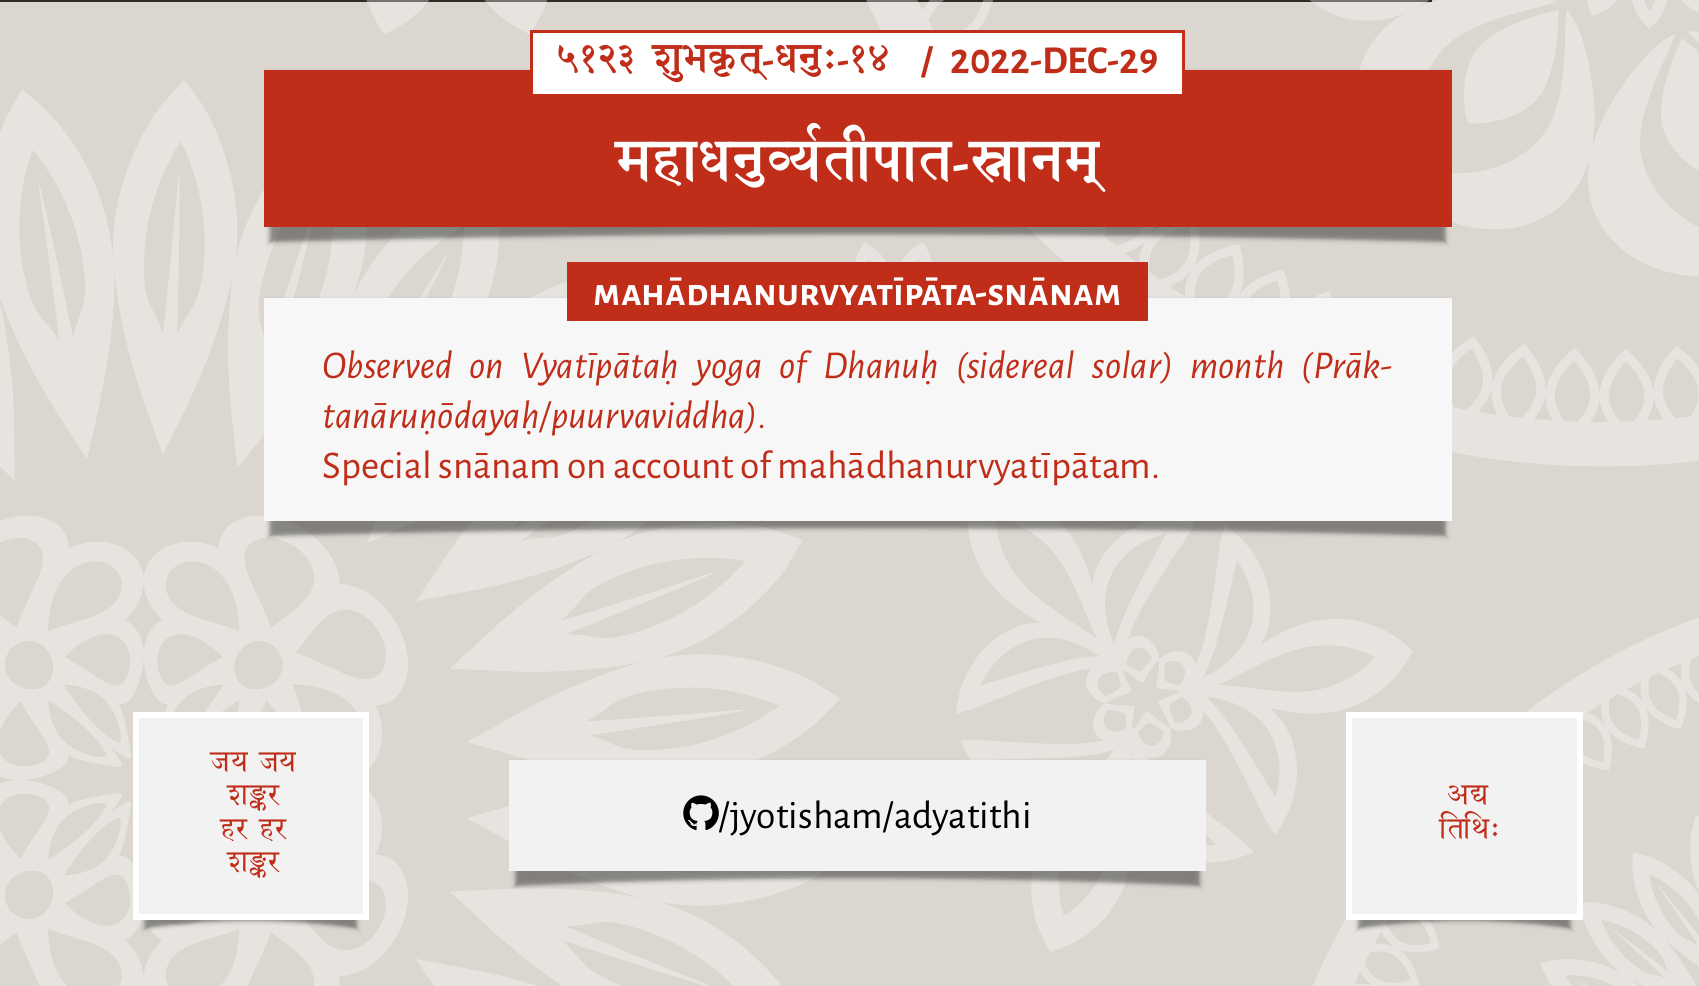 ५१२३ शुभकृत्-धनुः-१४ / 2022-DEC-29
महाधनुर्व्यतीपात-स्नानम्
MAHĀDHANURVYATĪPĀTA-SNĀNAM
Observed on Vyatīpātaḥ yoga of Dhanuḥ (sidereal solar) month (Prāk-
tanāruṇōdayaḥ/puurvaviddha).
Special snānam on account of mahādhanurvyatīpātam.
जय जय
शङ्कर
हर हर
शङ्कर
/jyotisham/adyatithi
अद्य
तिथिः